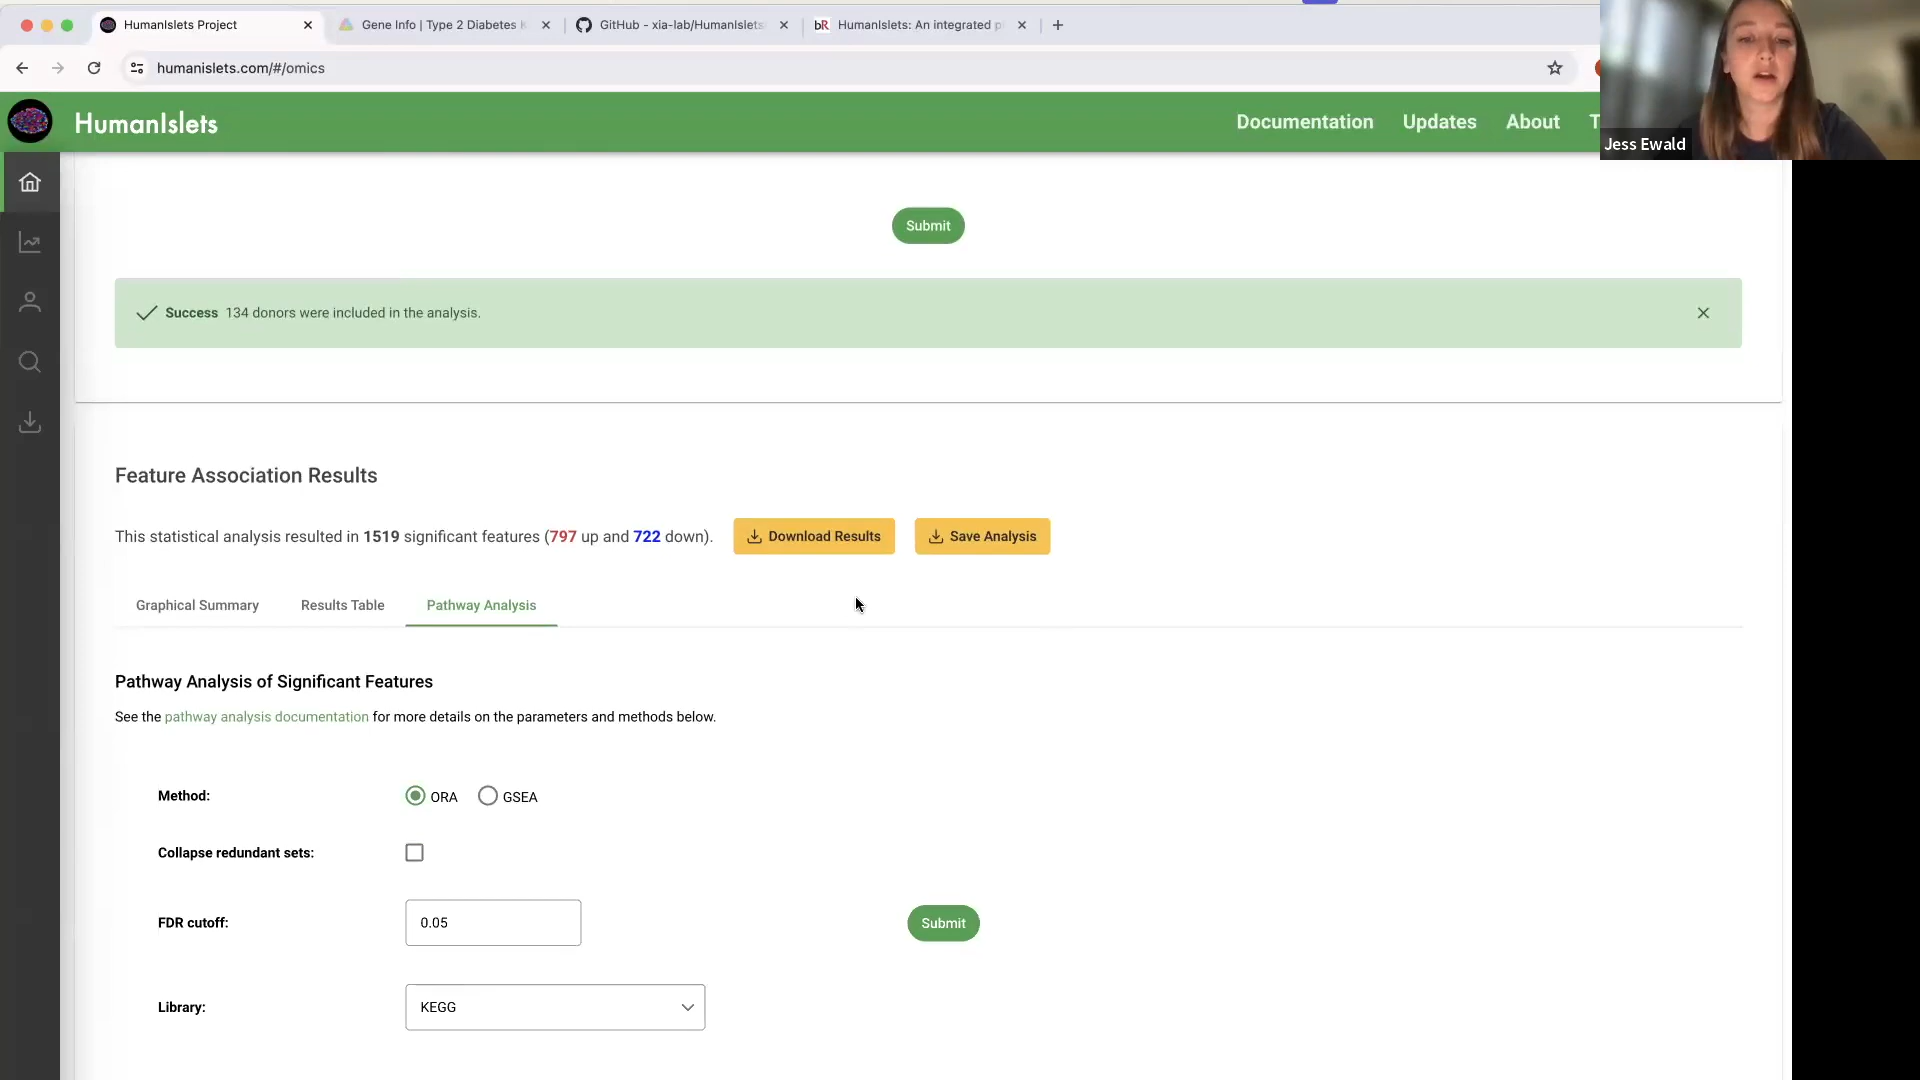 HumanIslets Project
Gene Info | Type 2 Diabetes K
GitHub - xia-lab/HumanIslets
bR HumanIslets: An integrated p
humanislets.com/#/omics
HumanIslets
Documentation
Updates
About
T
Jess Ewald
Submit
Success 134 donors were included in the analysis.
Feature Association Results
This statistical analysis resulted in 1519 significant features (797 up and 722 down).
Download Results
Save Analysis
Graphical Summary
Results Table
Pathway Analysis
Pathway Analysis of Significant Features
See the pathway analysis documentation for more details on the parameters and methods below.
Method:
ORA
GSEA
Collapse redundant sets:
FDR cutoff:
0.05
Submit
Library:
KEGG